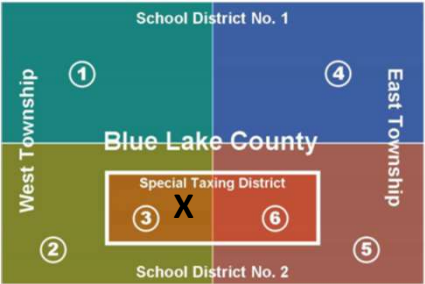 School District No. 1
1
4
West Township
East Township
Blue Lake County
Special Taxing District
3
X
6
2
5
School District No. 2